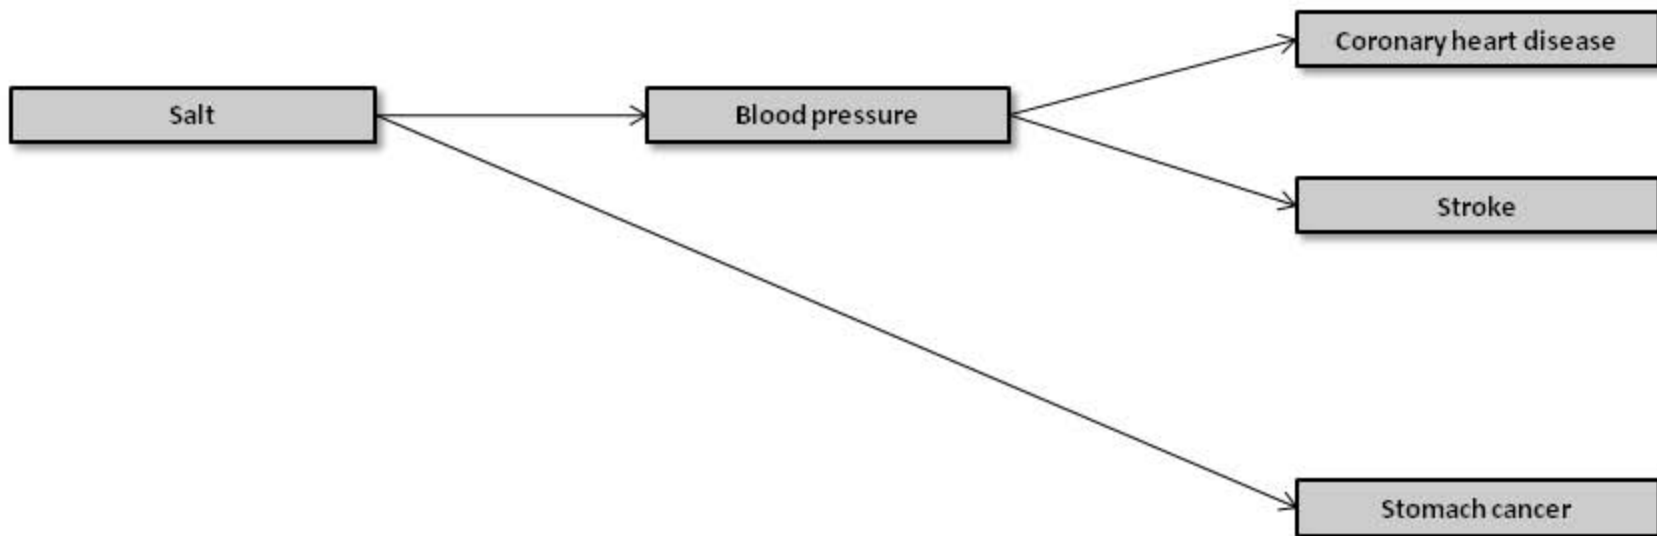 Coronary heart disease
Salt
Blood pressure
Stroke
Stomach cancer